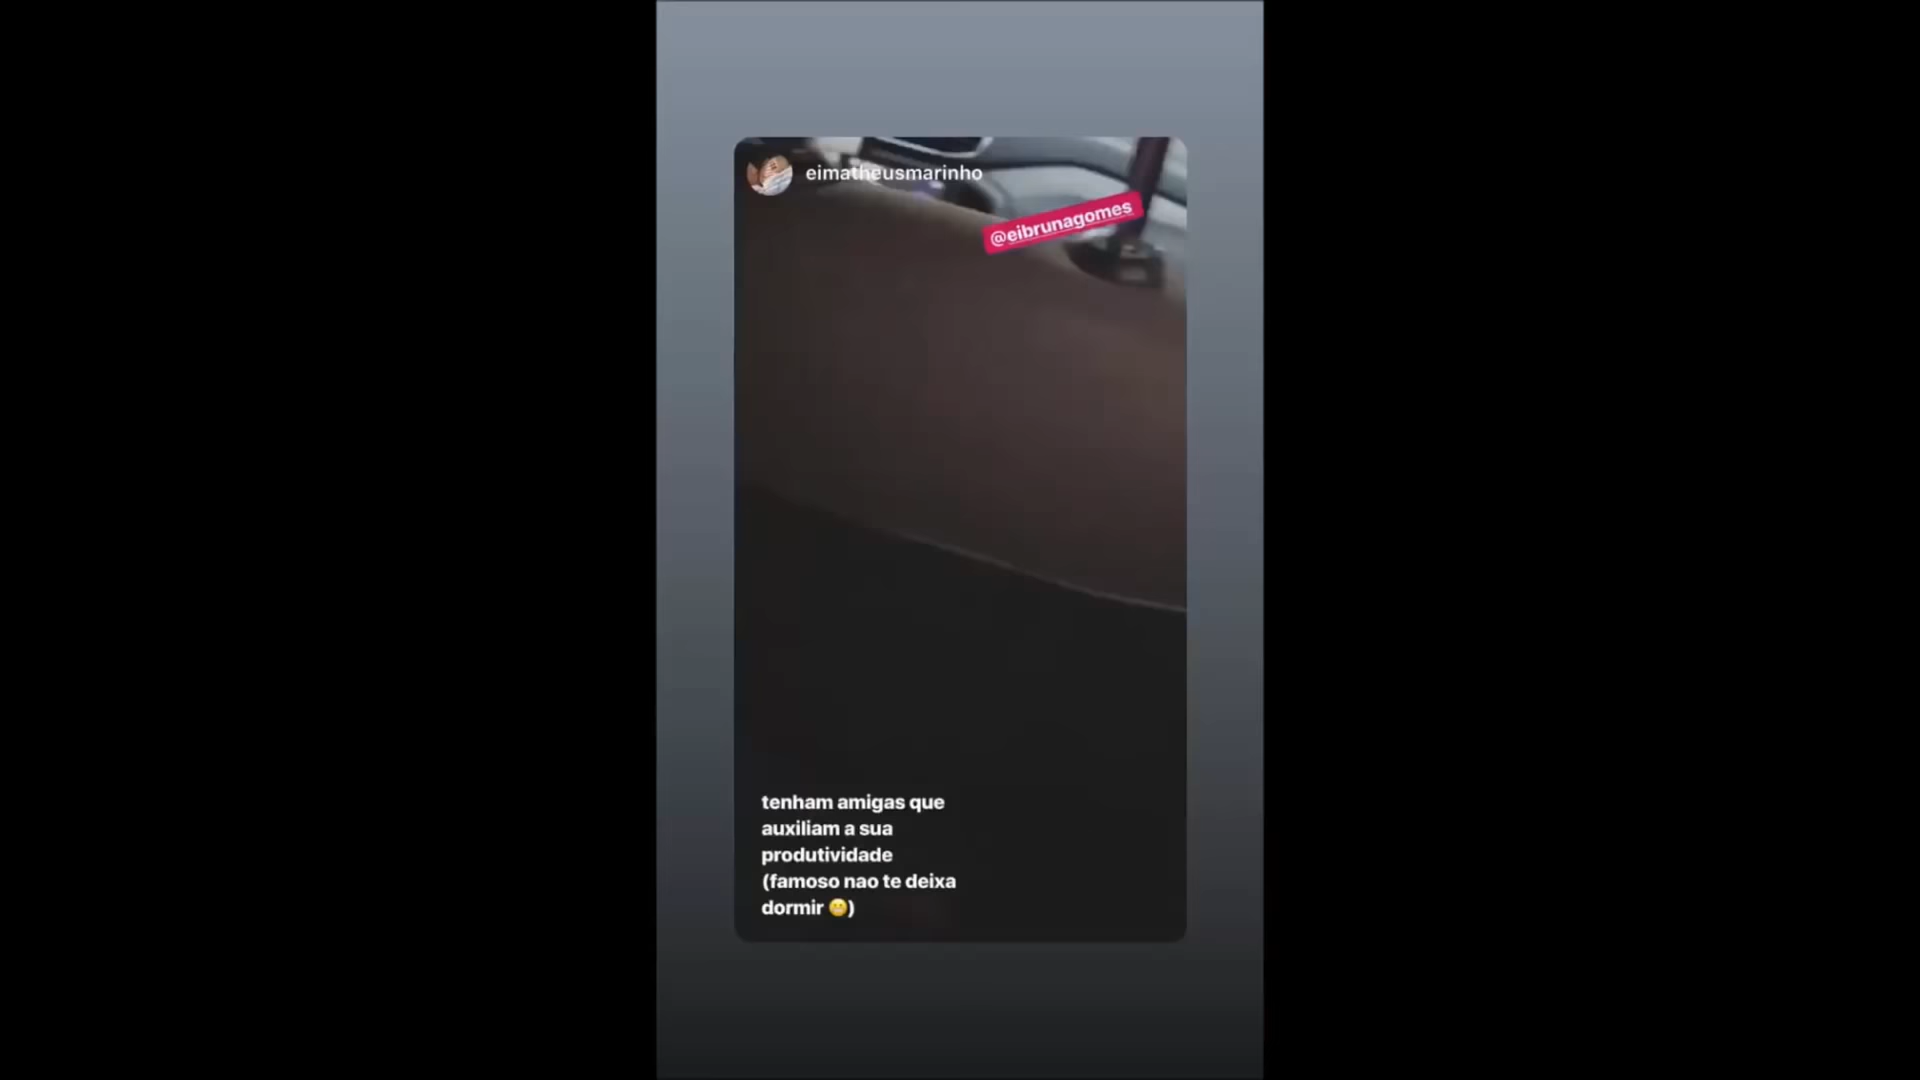 eimatheusmarinho
@eibrunagomes
tenham amigas que
auxiliam a sua
produtividade
(famoso nao te deixa
dormir 😬)